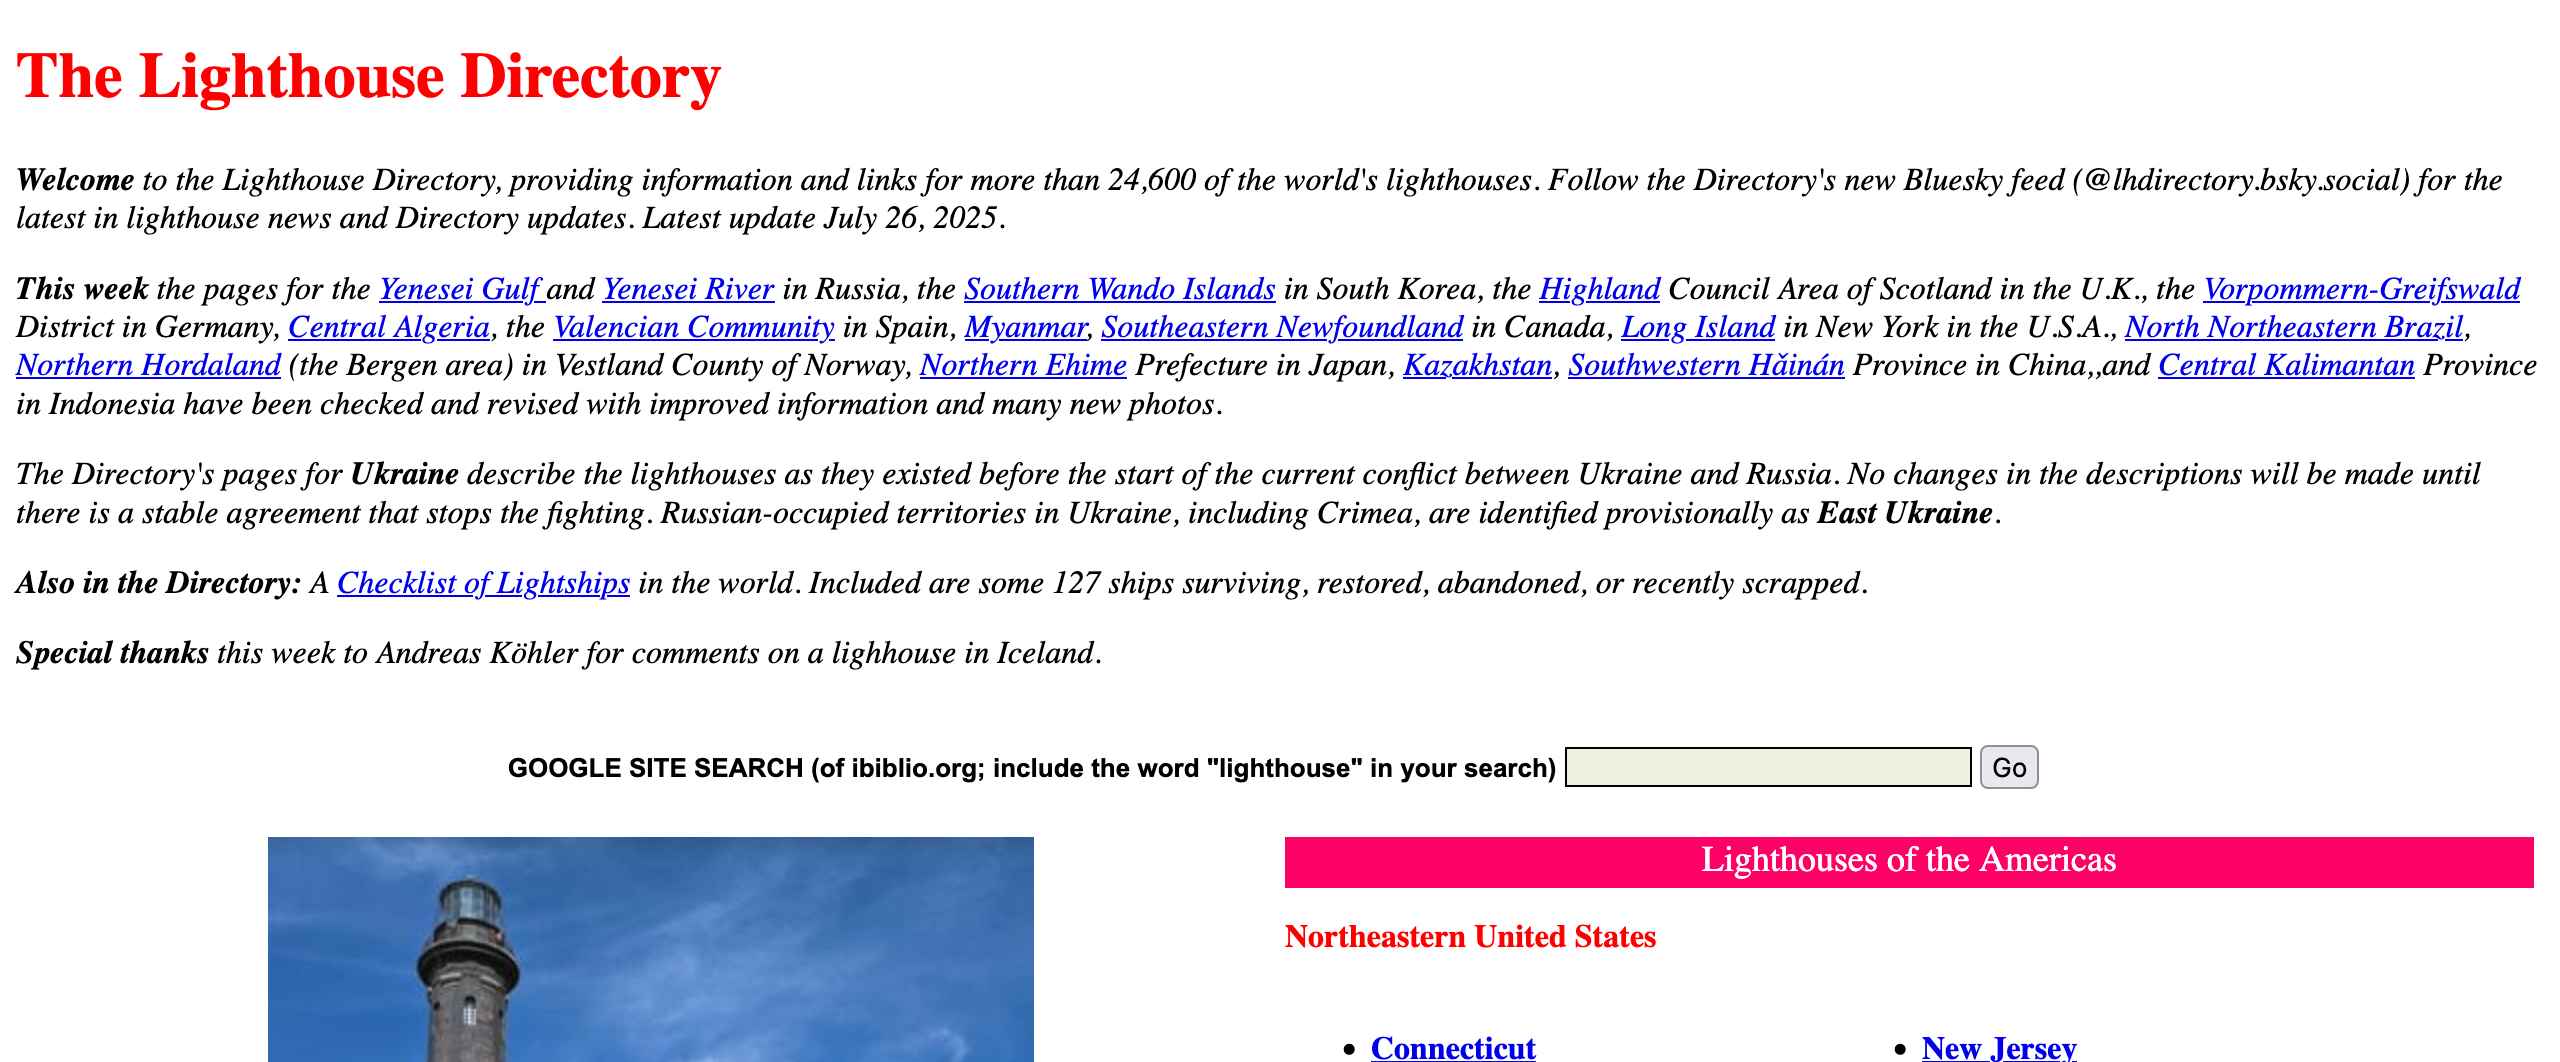 The Lighthouse Directory
Welcome to the Lighthouse Directory, providing information and links for more than 24,600 of the world's lighthouses. Follow the Directory's new Bluesky feed (@lhdirectory.bsky.social) for the
latest in lighthouse news and Directory updates. Latest update July 26, 2025.
This week the pages for the Yenesei Gulf and Yenesei River in Russia, the Southern Wando Islands in South Korea, the Highland Council Area of Scotland in the U.K., the Vorpommern-Greifswald
District in Germany, Central Algeria, the Valencian Community in Spain, Myanmar, Southeastern Newfoundland in Canada, Long Island in New York in the U.S.A., North Northeastern Brazil,
Northern Hordaland (the Bergen area) in Vestland County of Norway, Northern Ehime Prefecture in Japan, Kazakhstan, Southwestern Hǎinán Province in China,,and Central Kalimantan Province
in Indonesia have been checked and revised with improved information and many new photos.
The Directory's pages for Ukraine describe the lighthouses as they existed before the start of the current conflict between Ukraine and Russia. No changes in the descriptions will be made until
there is a stable agreement that stops the fighting. Russian-occupied territories in Ukraine, including Crimea, are identified provisionally as East Ukraine.
Also in the Directory: A Checklist of Lightships in the world. Included are some 127 ships surviving, restored, abandoned, or recently scrapped.
Special thanks this week to Andreas Köhler for comments on a lighhouse in Iceland.
GOOGLE SITE SEARCH (of ibiblio.org; include the word "lighthouse" in your search) Go
Lighthouses of the Americas
Northeastern United States
• Connecticut
• New Jersey